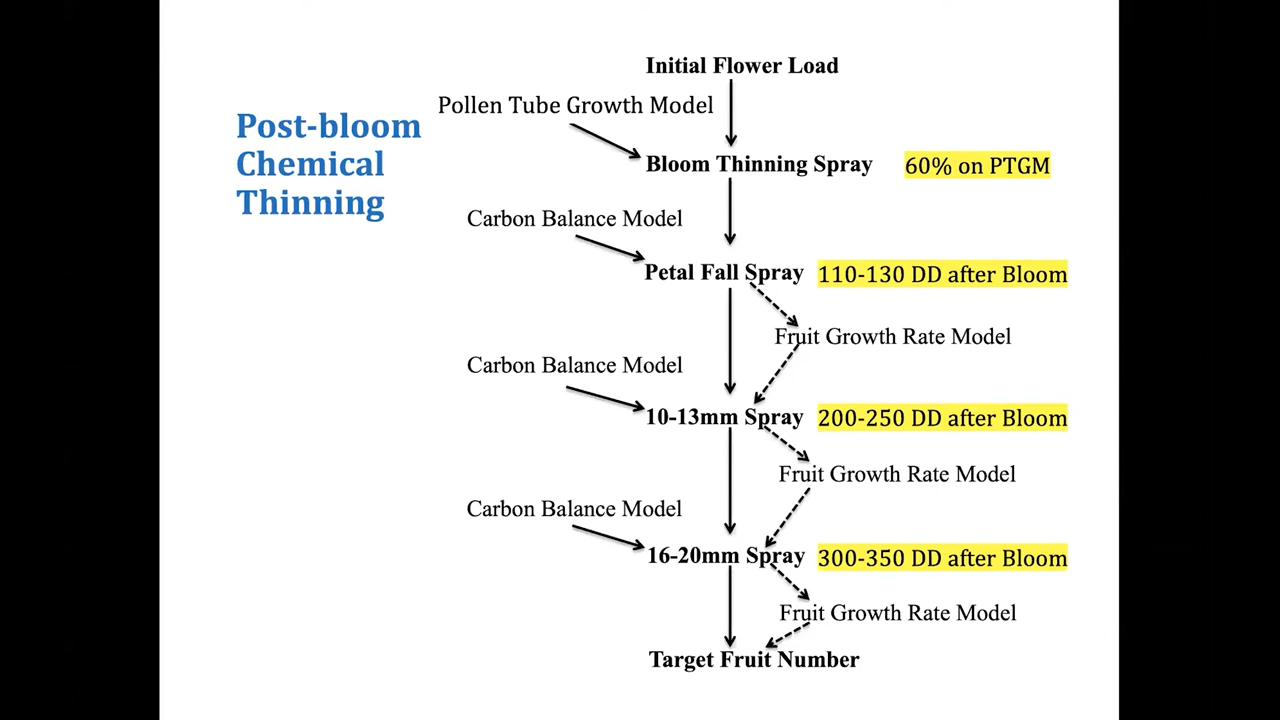 Initial Flower Load
Pollen Tube Growth Model
Post-bloom
Chemical
Thinning
Bloom Thinning Spray
60% on PTGM
Carbon Balance Model
Petal Fall Spray
110-130 DD after Bloom
Fruit Growth Rate Model
Carbon Balance Model
10-13mm Spray
200-250 DD after Bloom
Fruit Growth Rate Model
Carbon Balance Model
16-20mm Spray
300-350 DD after Bloom
Fruit Growth Rate Model
Target Fruit Number